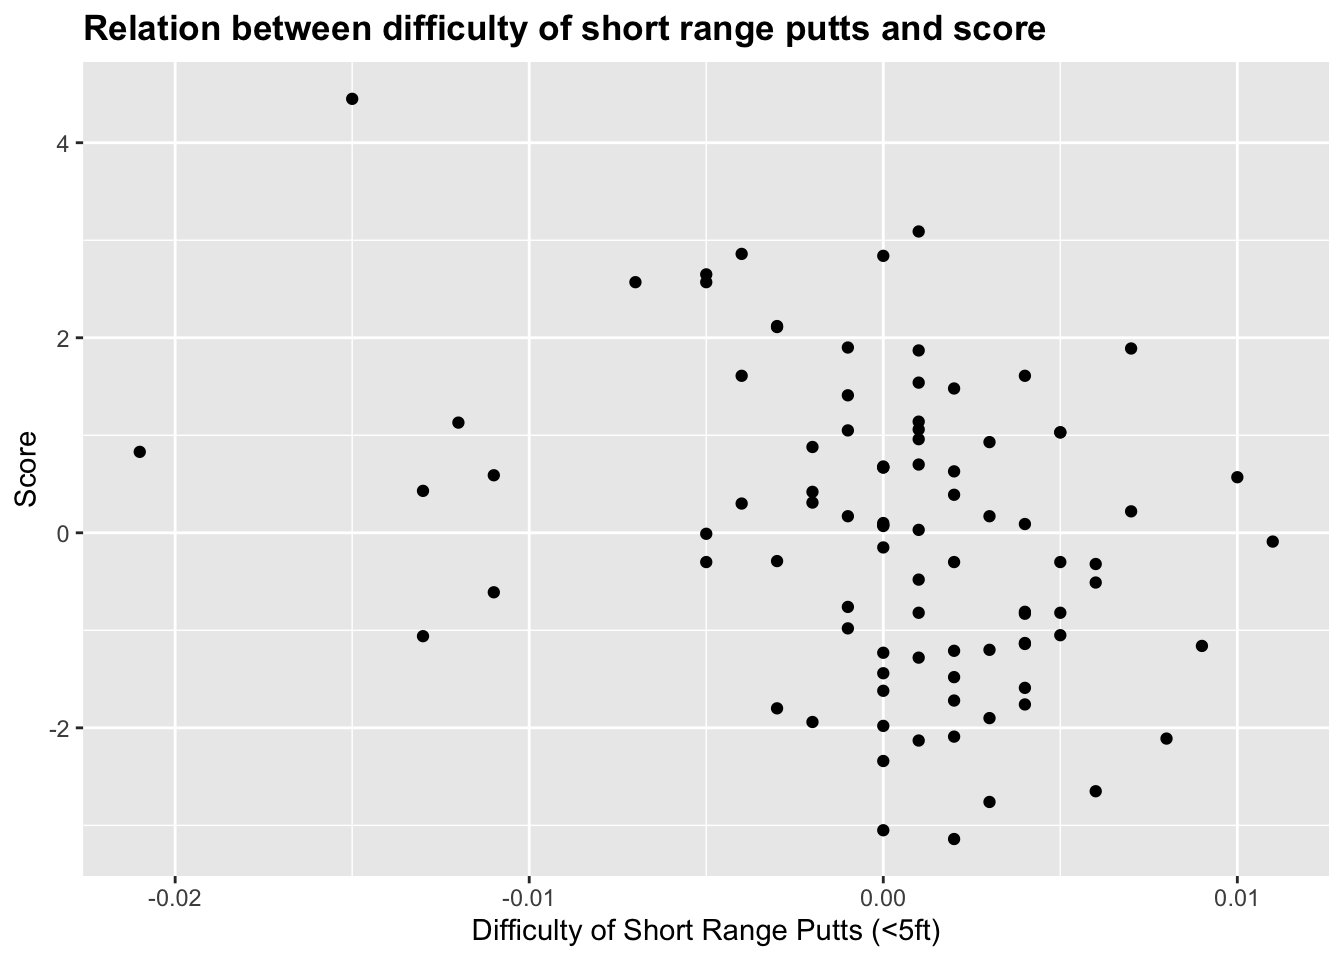 Relation between difficulty of short range putts and score
4
2
0
-2
Score
-0.02 -0.01 0.00 0.01
Difficulty of Short Range Putts (<5ft)